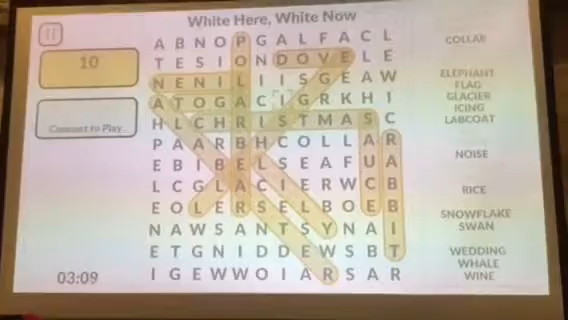 White Here, White Now
10
Connect to Play...
03:09
A B N O P G A L F A C L
T E S I O N D O V E L E
N E N I L I I S G E A W
A T O G A C I G R K H I
H L C H R I S T M A S C
P A A R B H C O L L A R
E B I B E L S E A F U A
L C G L A C I E R W C B
E O L E R S E L B O E B
N A W S A N T S Y N A I
E T G N I D D E W S B T
I G E W W O I A R S A R
COLLAR
ELEPHANT
FLAG
GLACIER
ICING
LABCOAT
NOISE
RICE
SNOWFLAKE
SWAN
WEDDING
WHALE
WINE